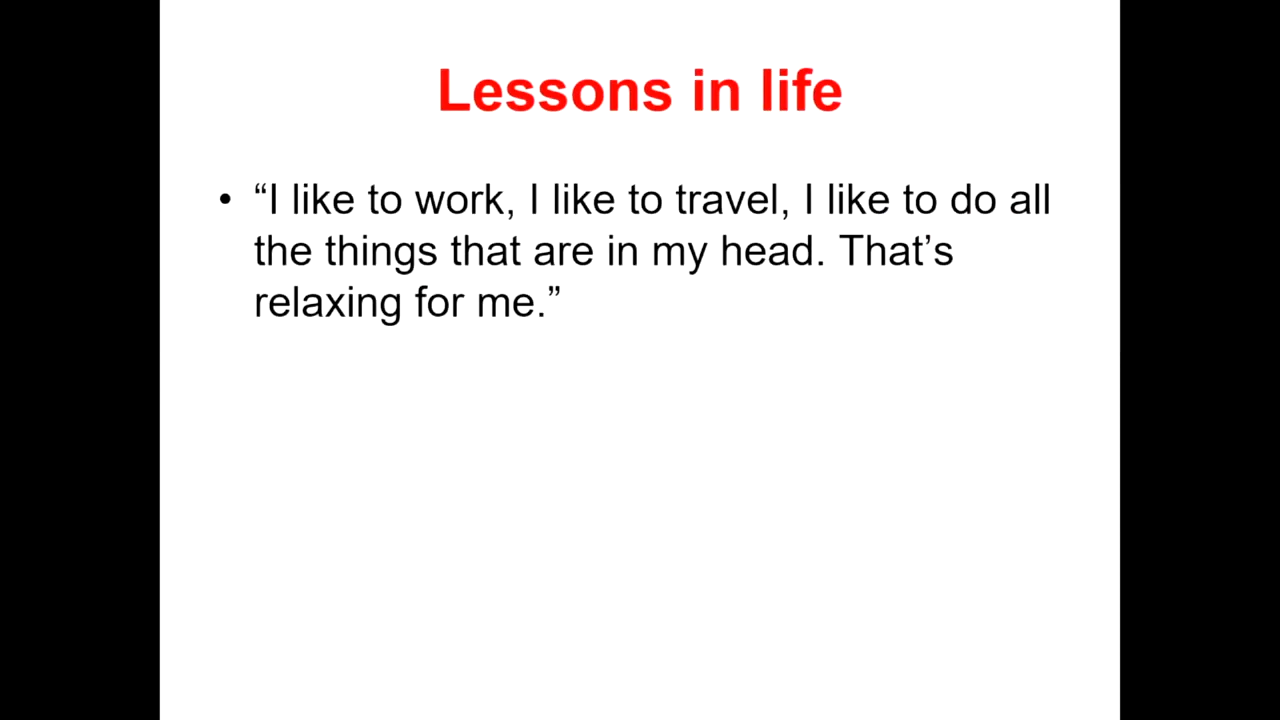 Lessons in life
• “I like to work, I like to travel, I like to do all
the things that are in my head. That’s
relaxing for me.”